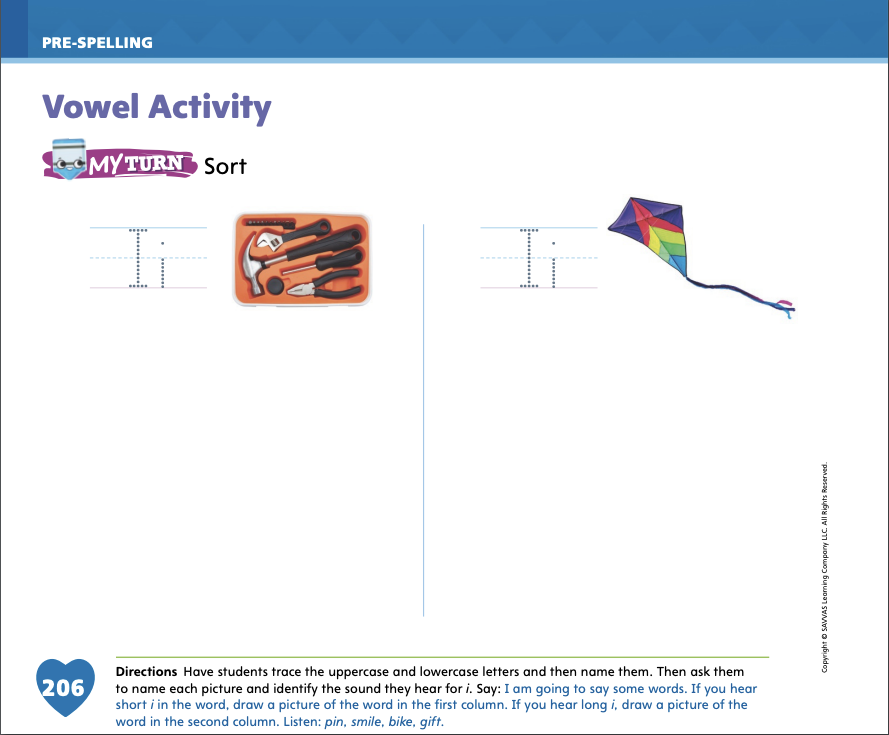 PRE-SPELLING
Vowel Activity
MY TURN Sort
I i
I i
Copyright © SAVVAS Learning Company LLC. All Rights Reserved.
206
Directions Have students trace the uppercase and lowercase letters and then name them. Then ask them
to name each picture and identify the sound they hear for i. Say: I am going to say some words. If you hear
short i in the word, draw a picture of the word in the first column. If you hear long i, draw a picture of the
word in the second column. Listen: pin, smile, bike, gift.